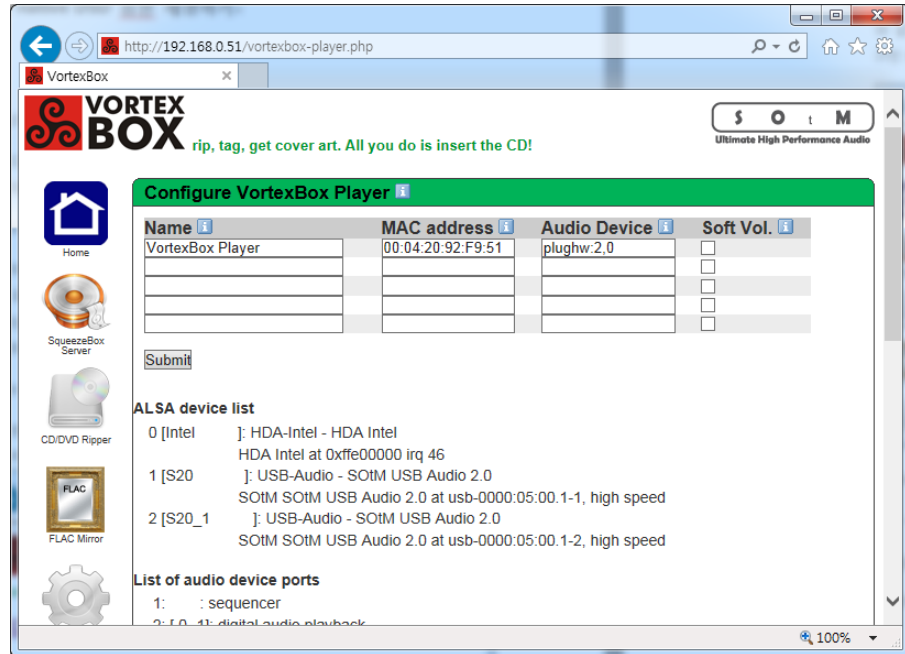 http://192.168.0.51/vortexbox-player.php
VortexBox
VORTEX
BOX
rip, tag, get cover art. All you do is insert the CD!
S O t M
Ultimate High Performance Audio
Home
SqueezeBox
Server
CD/DVD Ripper
FLAC
FLAC Mirror
Configure VortexBox Player
Name MAC address Audio Device Soft Vol.
VortexBox Player 00:04:20:92:F9:51 plughw:2,0
Submit
ALSA device list
0 [Intel ]: HDA-Intel - HDA Intel
HDA Intel at 0xffe00000 irq 46
1 [S20 ]: USB-Audio - SOtM USB Audio 2.0
SOtM SOtM USB Audio 2.0 at usb-0000:05:00.1-1, high speed
2 [S20_1 ]: USB-Audio - SOtM USB Audio 2.0
SOtM SOtM USB Audio 2.0 at usb-0000:05:00.1-2, high speed
List of audio device ports
1: : sequencer
2: [ 0- 1]: digital audio playback
100%